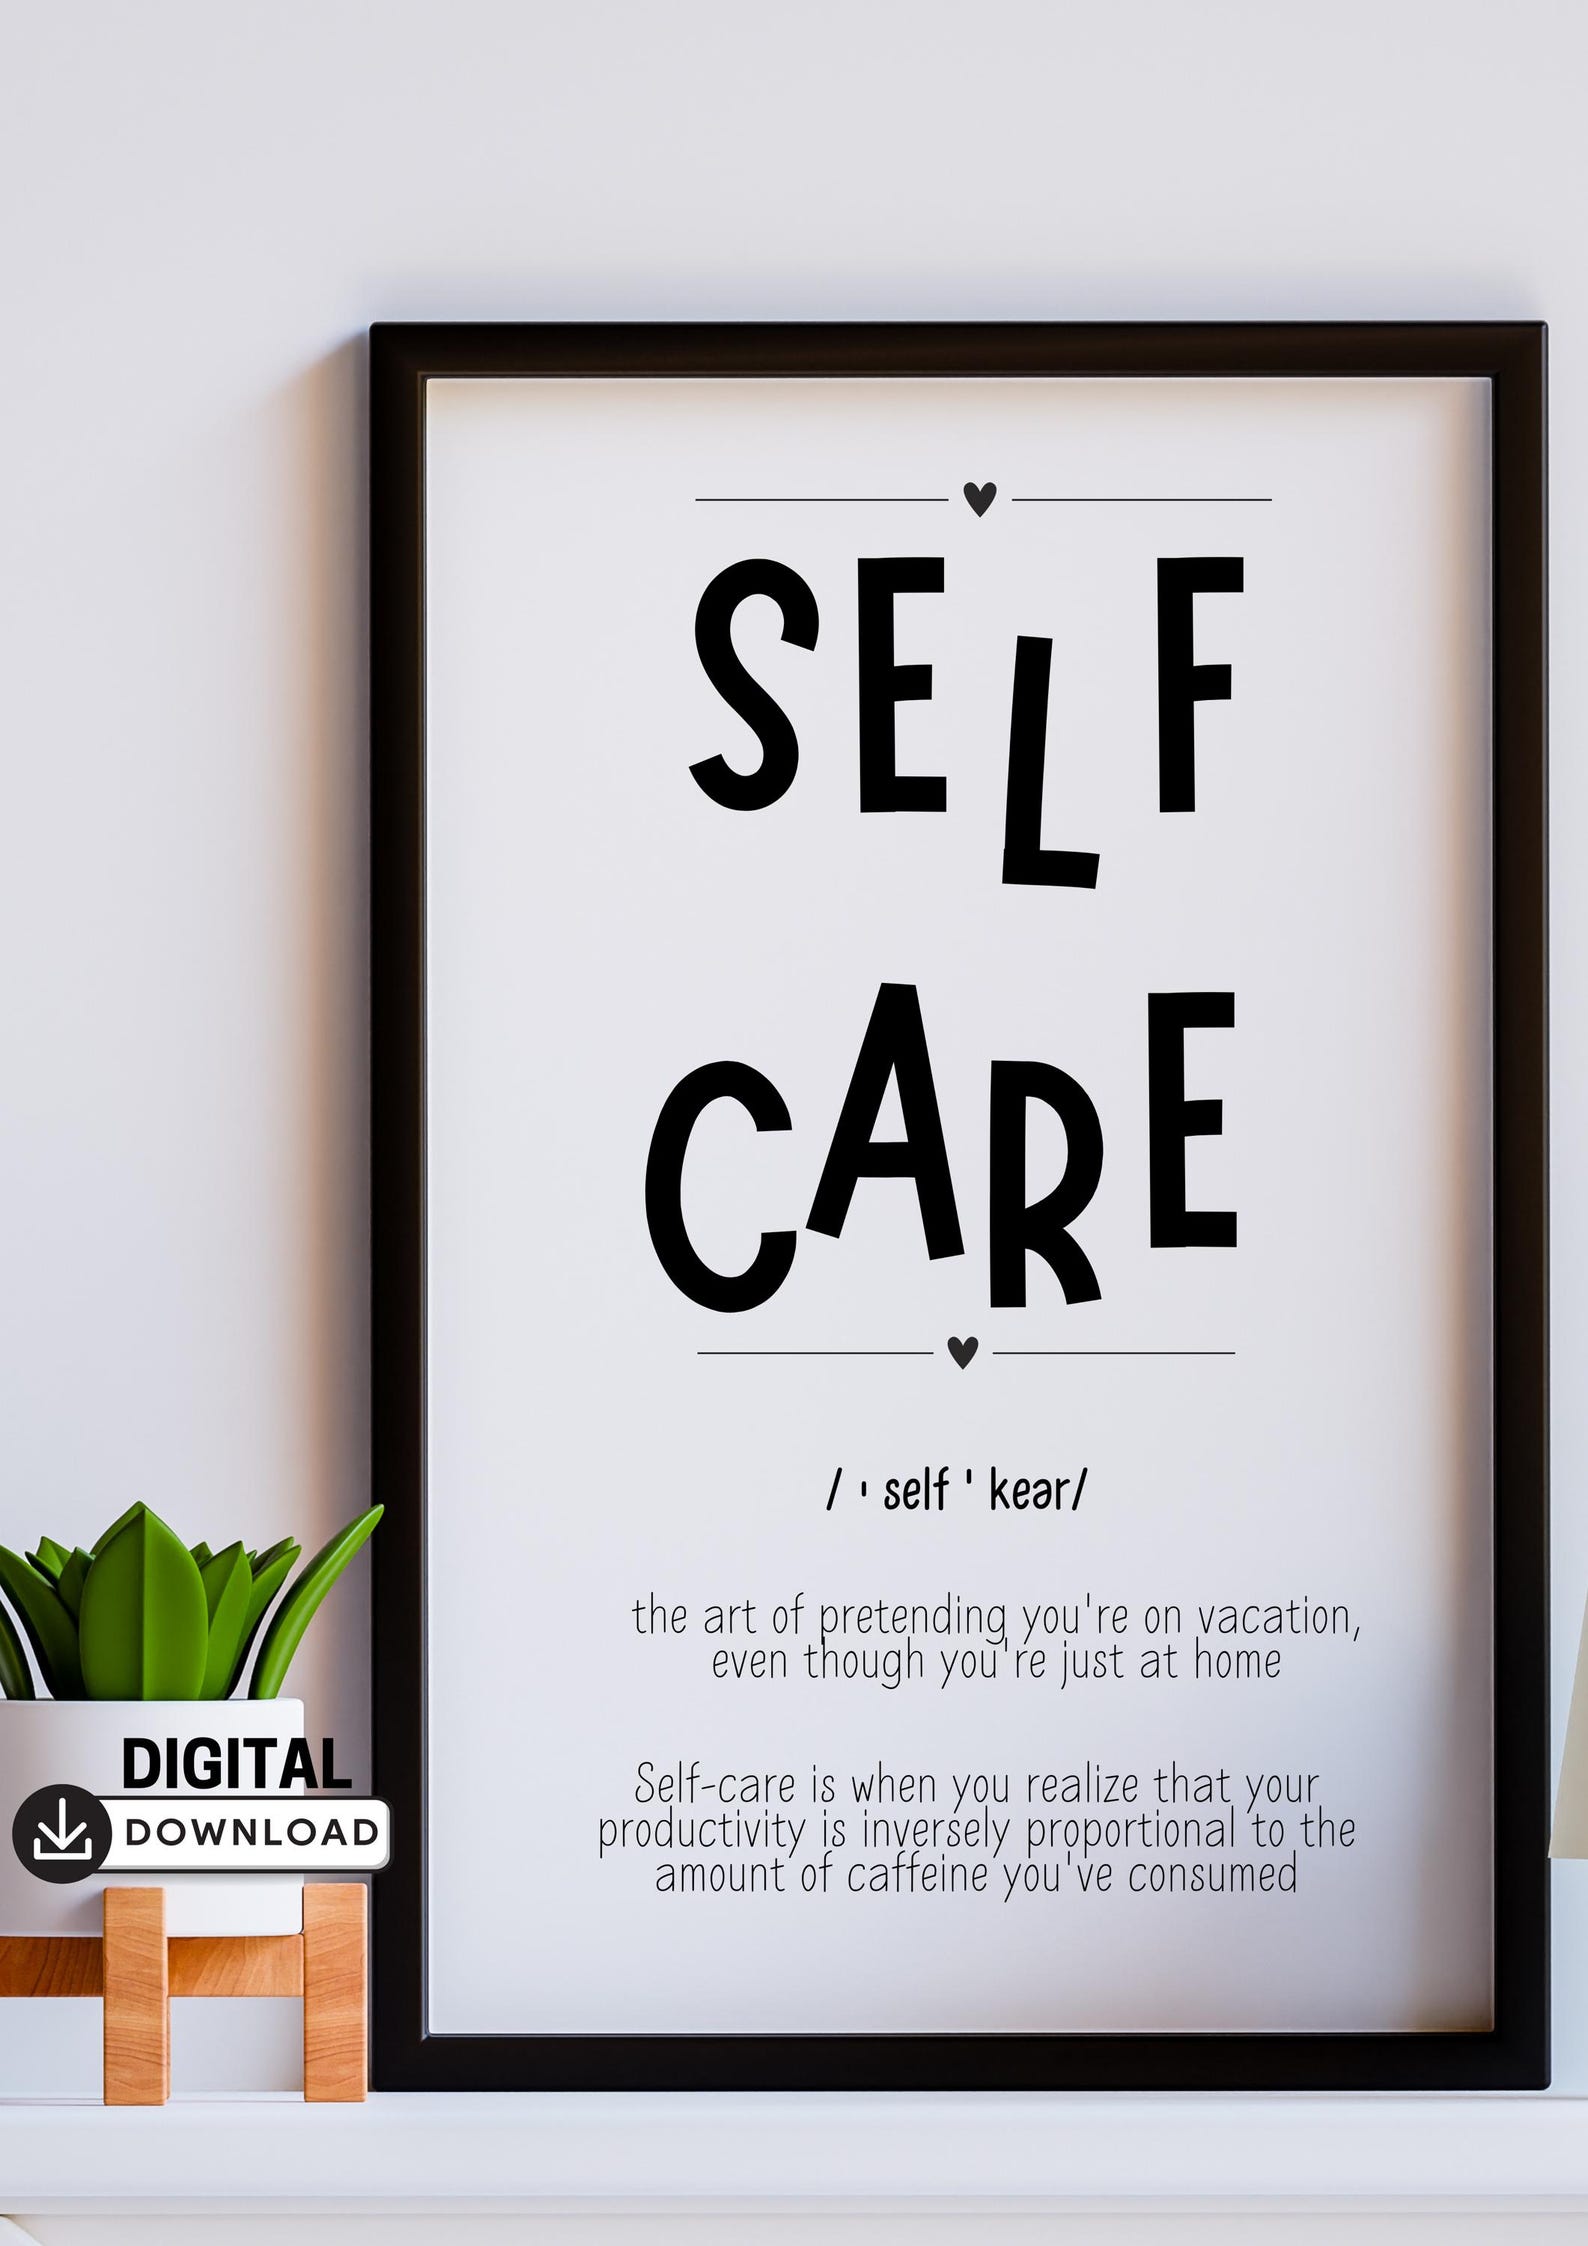 SELF
CARE
/ ˈ self ˈ keər/
the art of pretending you're on vacation,
even though you're just at home
Self-care is when you realize that your
productivity is inversely proportional to the
amount of caffeine you've consumed
DIGITAL
DOWNLOAD